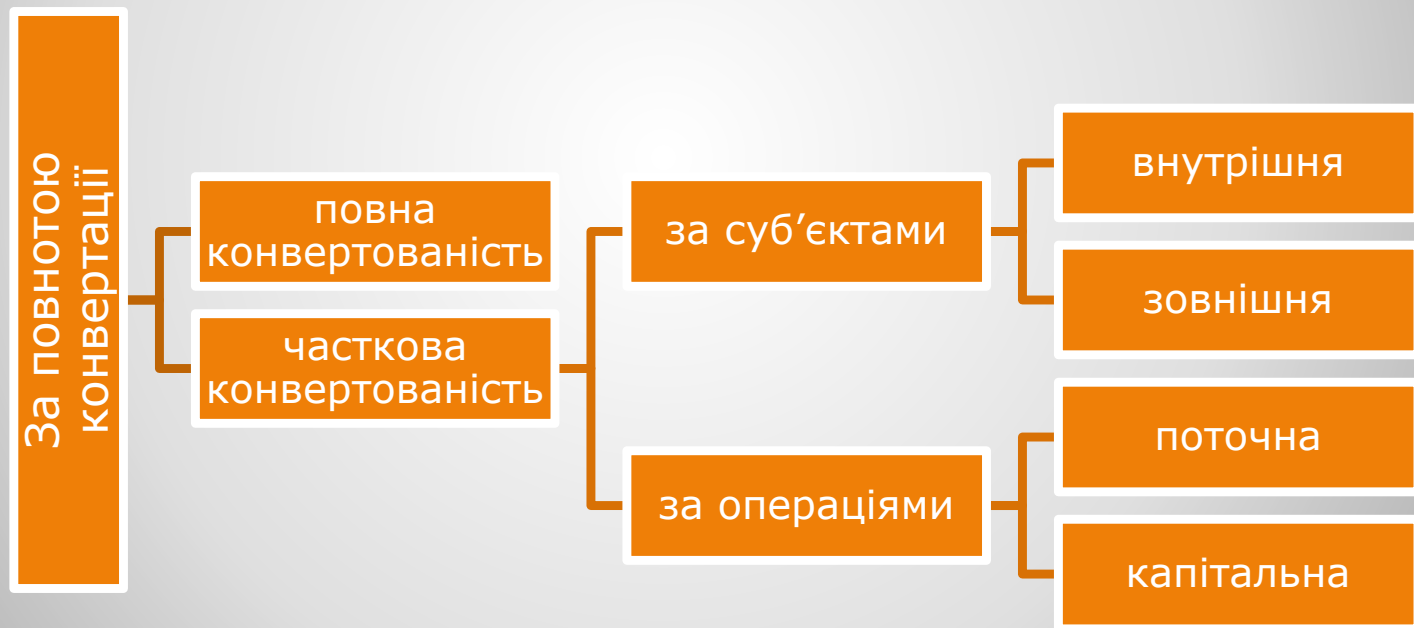 За повнотою
конвертації
повна
конвертованість
часткова
конвертованість
за суб’єктами
внутрішня
зовнішня
за операціями
поточна
капітальна